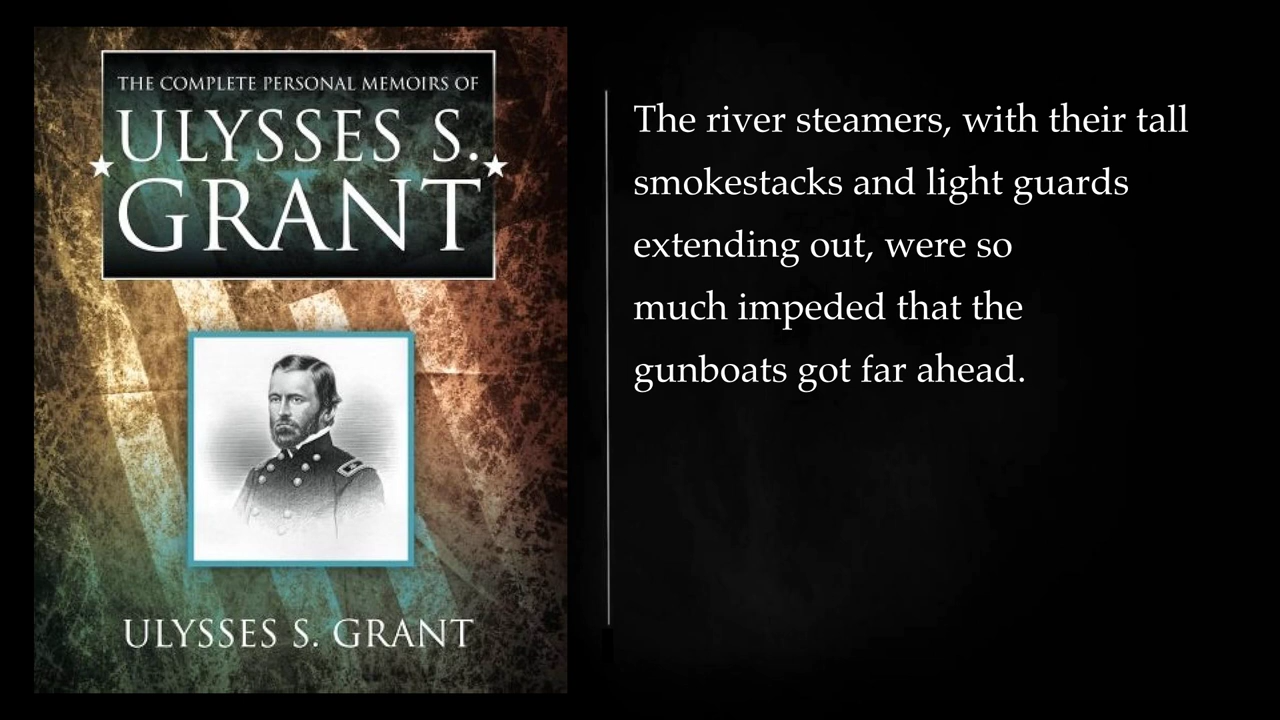 THE COMPLETE PERSONAL MEMOIRS OF
ULYSSES S.
GRANT
ULYSSES S. GRANT
The river steamers, with their tall
smokestacks and light guards
extending out, were so
much impeded that the
gunboats got far ahead.